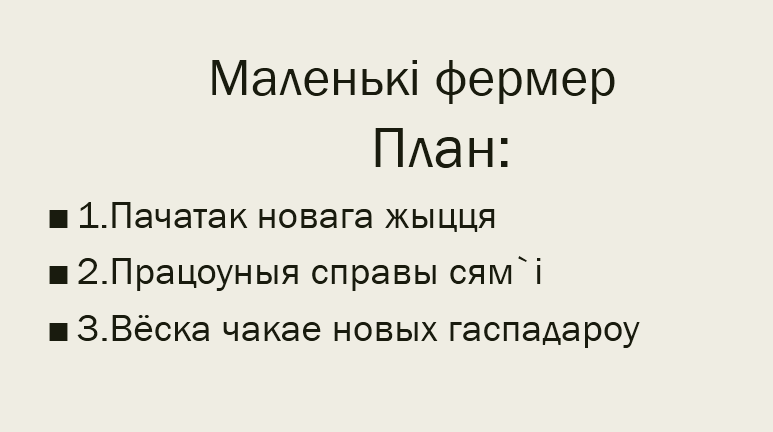 Маленькі фермер
План:
▪ 1.Пачатак новага жыцця
▪ 2.Працоуныя справы сям`і
▪ 3.Вёска чакае новых гаспадароу